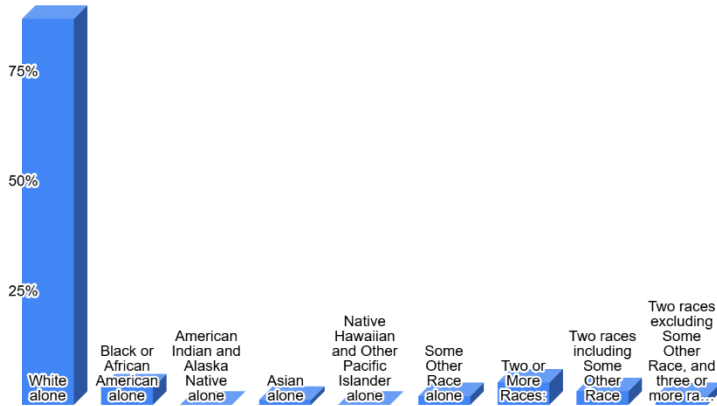 75%
50%
25%
White
alone
Black or
African
American
alone
American
Indian and
Alaska
Native
alone
Asian
alone
Native
Hawaiian
and Other
Pacific
Islander
alone
Some
Other
Race
alone
Two or
More
Races:
Two races
including
Some
Other
Race
Two races
excluding
Some
Other
Race, and
three or
more ra…